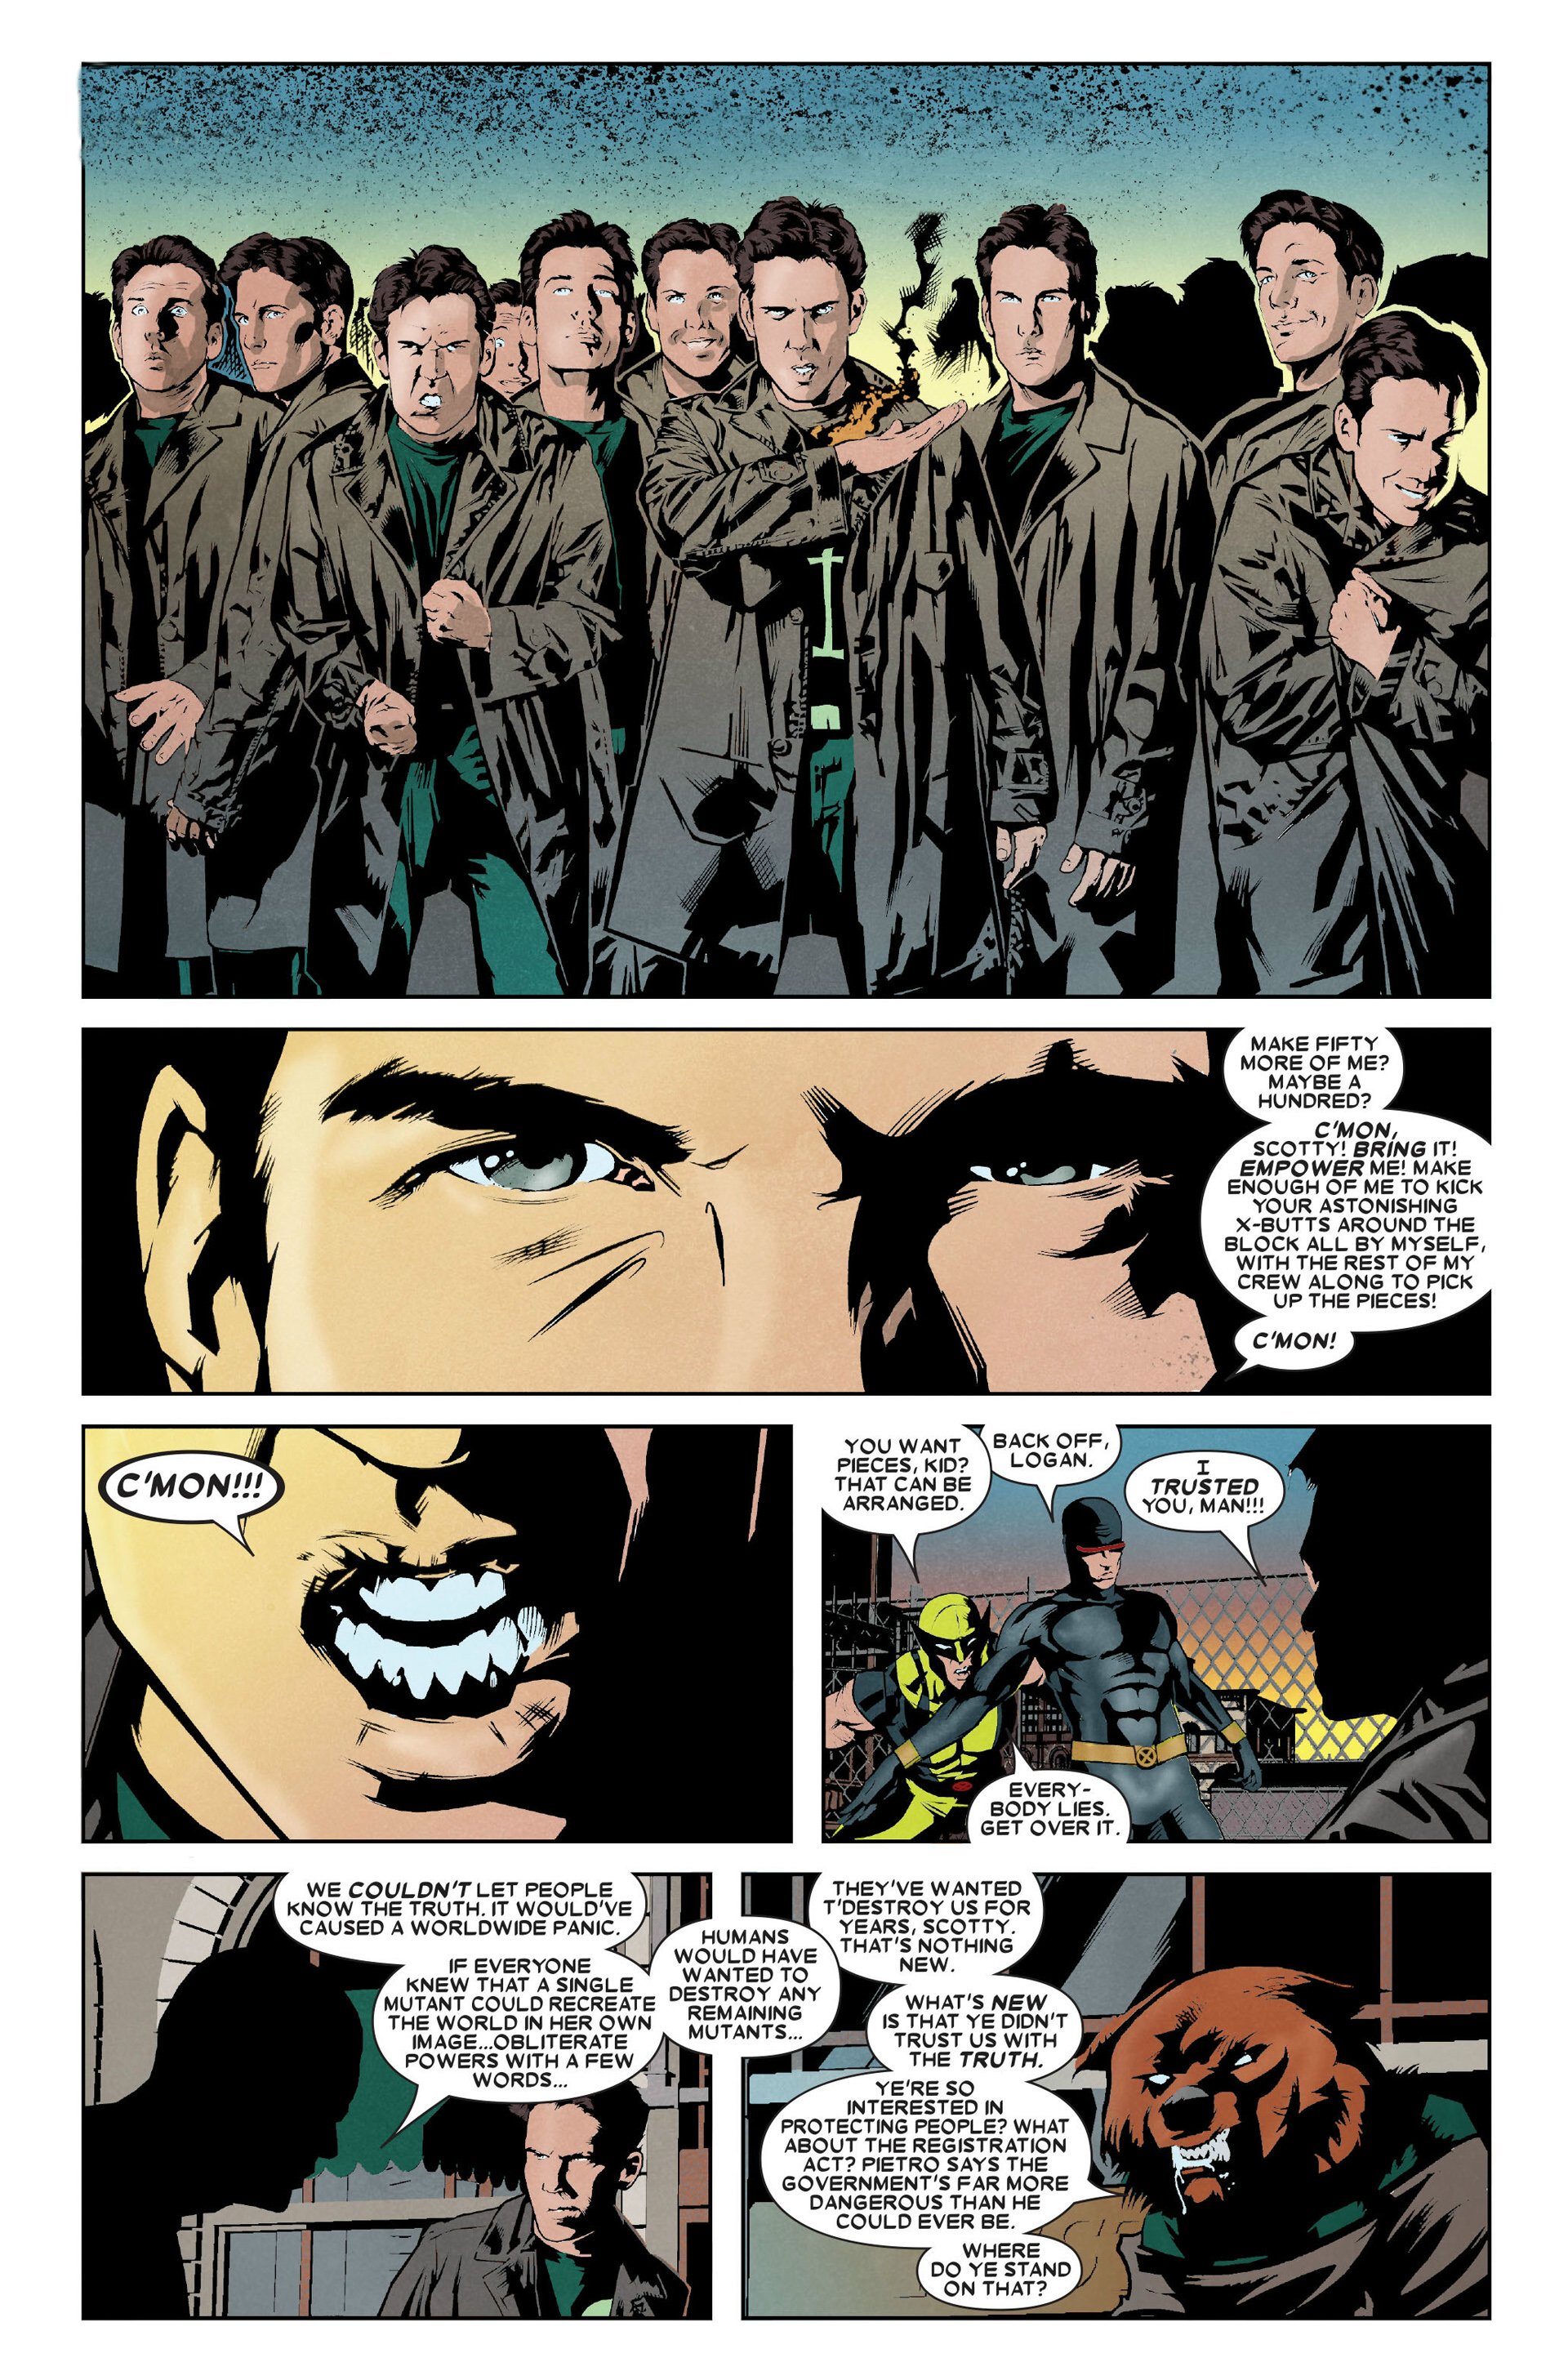 MAKE FIFTY
MORE OF ME?
MAYBE A
HUNDRED?
C'MON,
SCOTTY! BRING IT!
EMPOWER ME! MAKE
ENOUGH OF ME TO KICK
YOUR ASTONISHING
X-BUTTS AROUND THE
BLOCK ALL BY MYSELF,
WITH THE REST OF MY
CREW ALONG TO PICK
UP THE PIECES!
C'MON!
C'MON!!!
YOU WANT
PIECES, KID?
THAT CAN BE
ARRANGED.
BACK OFF,
LOGAN.
I
TRUSTED
YOU, MAN!!!
EVERY-
BODY LIES.
GET OVER IT.
WE COULDN'T LET PEOPLE
KNOW THE TRUTH. IT WOULD'VE
CAUSED A WORLDWIDE PANIC.
IF EVERYONE
KNEW THAT A SINGLE
MUTANT COULD RECREATE
THE WORLD IN HER OWN
IMAGE...OBLITERATE
POWERS WITH A FEW
WORDS...
HUMANS
WOULD HAVE
WANTED TO
DESTROY ANY
REMAINING
MUTANTS...
THEY'VE WANTED
T'DESTROY US FOR
YEARS, SCOTTY.
THAT'S NOTHING
NEW.
WHAT'S NEW
IS THAT YE DIDN'T
TRUST US WITH
THE TRUTH.
YE'RE SO
INTERESTED IN
PROTECTING PEOPLE? WHAT
ABOUT THE REGISTRATION
ACT? PIETRO SAYS THE
GOVERNMENT'S FAR MORE
DANGEROUS THAN HE
COULD EVER BE.
WHERE
DO YE STAND
ON THAT?